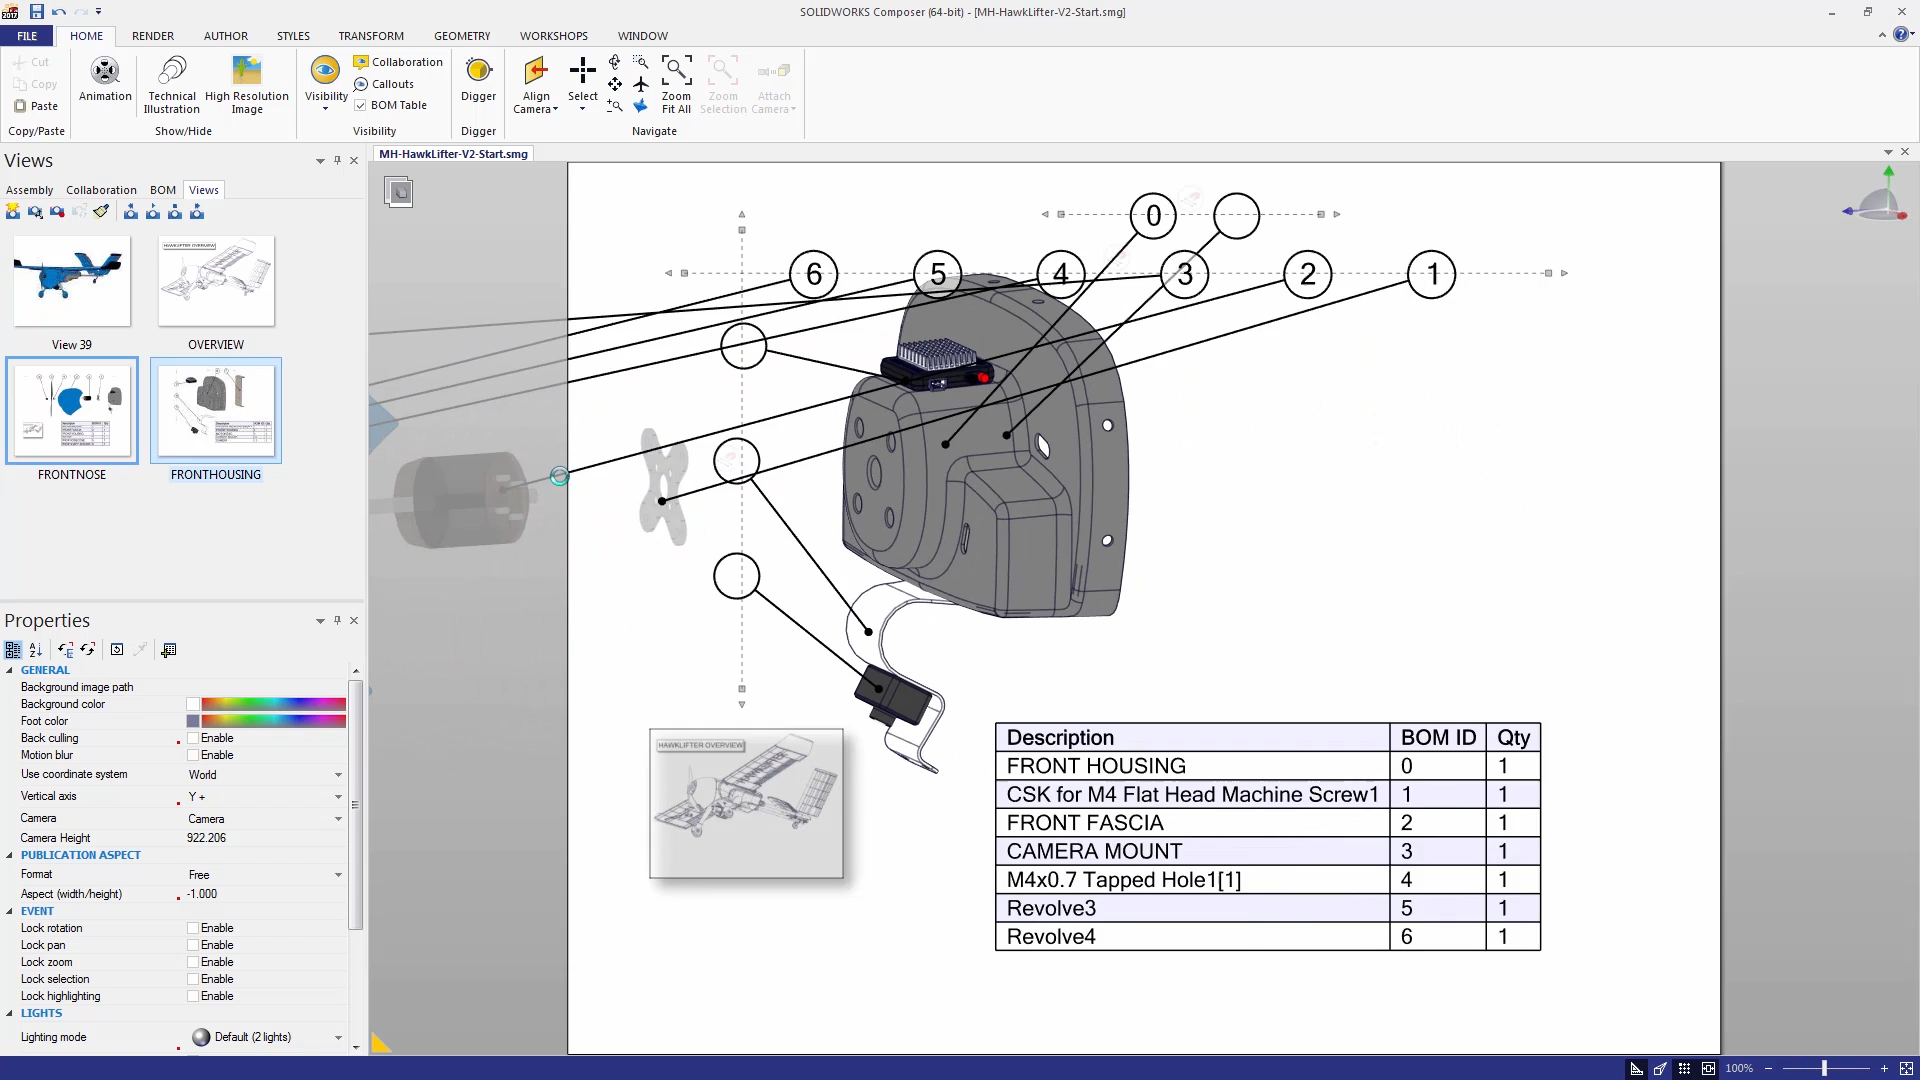 SOLIDWORKS Composer (64-bit) - [MH-HawkLifter-V2-Start.smg]
FILE HOME RENDER AUTHOR STYLES TRANSFORM GEOMETRY WORKSHOPS WINDOW
Cut
Copy
Paste
Copy/Paste
Animation
Technical Illustration
High Resolution Image
Show/Hide
Visibility
Collaboration
Callouts
BOM Table
Visibility
Digger
Digger
Align Camera
Select
Zoom Fit All
Zoom Selection
Attach Camera
Navigate
Views
MH-HawkLifter-V2-Start.smg
Assembly Collaboration BOM Views
View 39
OVERVIEW
FRONTNOSE
FRONTHOUSING
0
6 5 4 3 2 1
HAWKLIFTER OVERVIEW
Description BOM ID Qty
FRONT HOUSING 0 1
CSK for M4 Flat Head Machine Screw1 1 1
FRONT FASCIA 2 1
CAMERA MOUNT 3 1
M4x0.7 Tapped Hole1[1] 4 1
Revolve3 5 1
Revolve4 6 1
Properties
GENERAL
Background image path
Background color
Foot color
Back culling Enable
Motion blur Enable
Use coordinate system World
Vertical axis Y +
Camera Camera
Camera Height 922.206
PUBLICATION ASPECT
Format Free
Aspect (width/height) -1.000
EVENT
Lock rotation Enable
Lock pan Enable
Lock zoom Enable
Lock selection Enable
Lock highlighting Enable
LIGHTS
Lighting mode Default (2 lights)
100%